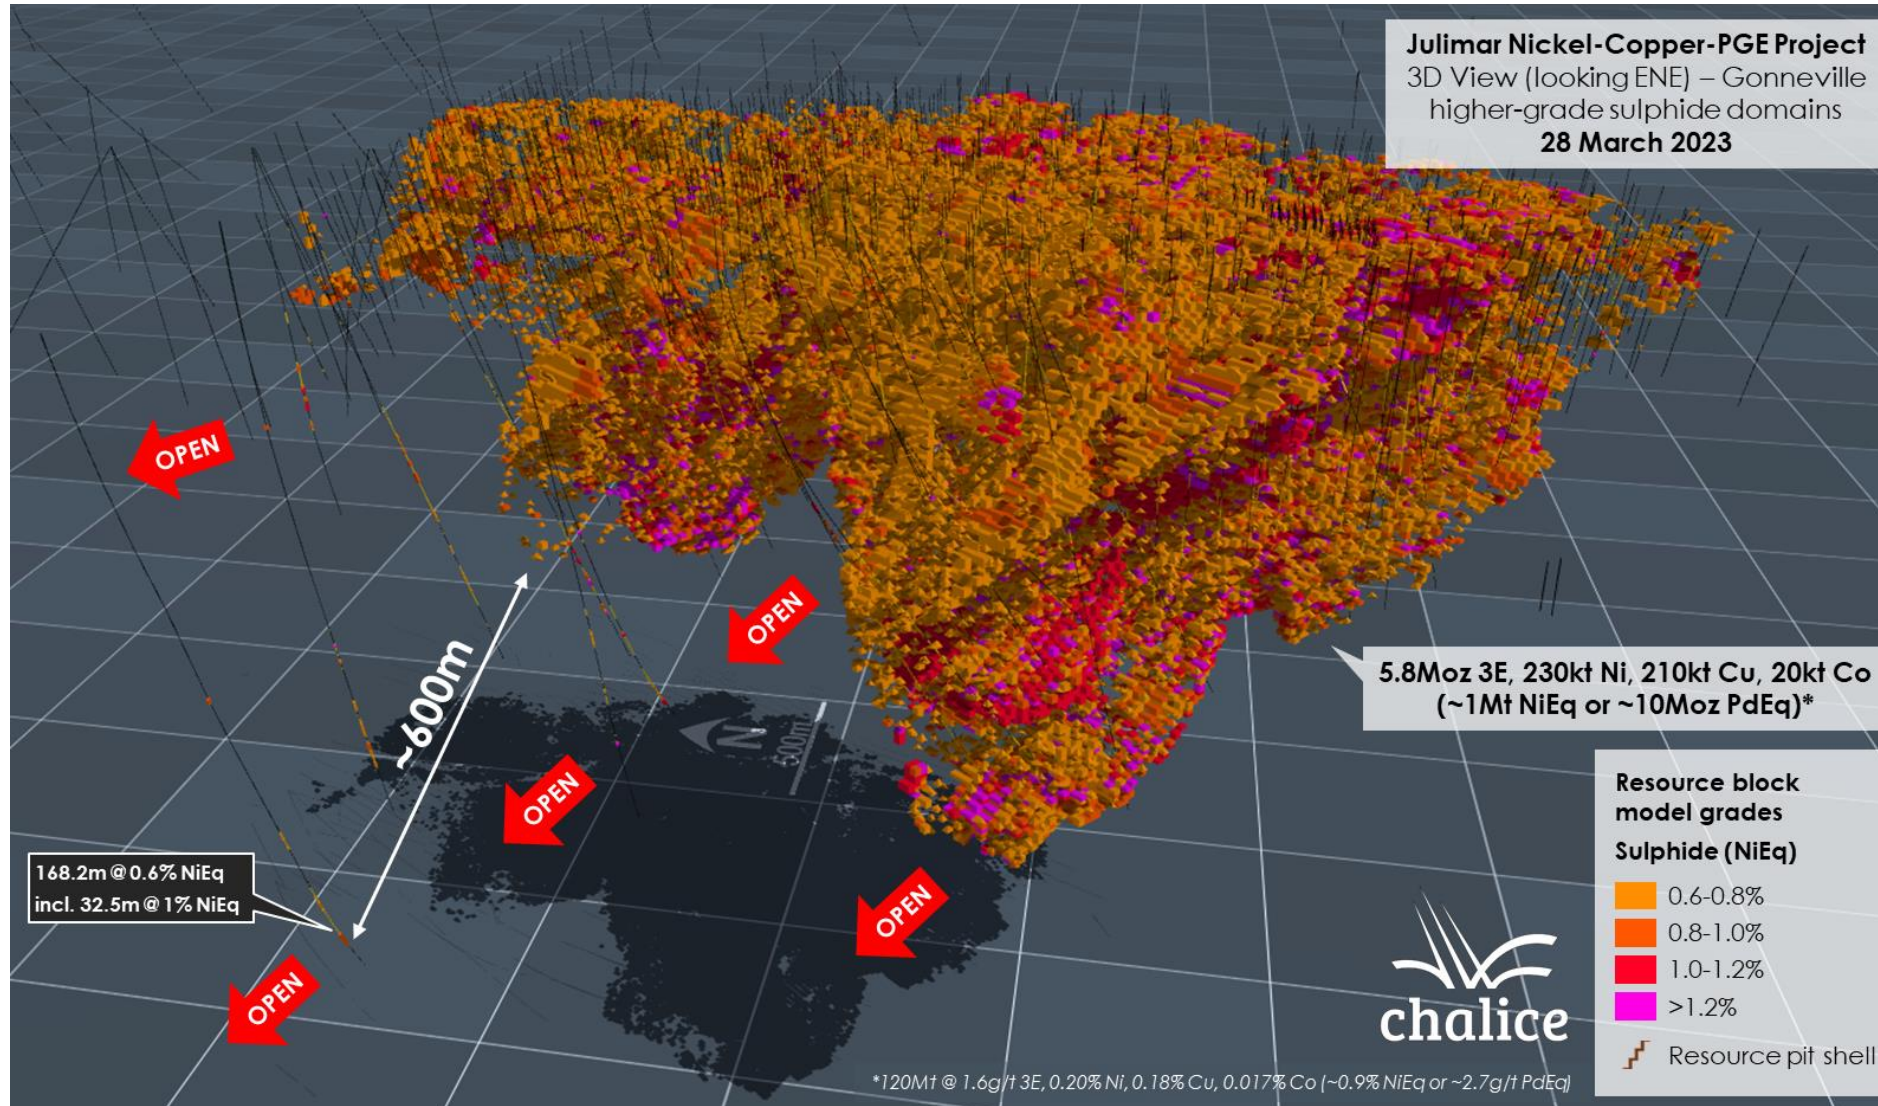 Julimar Nickel-Copper-PGE Project
3D View (looking ENE) – Gonneville
higher-grade sulphide domains
28 March 2023
OPEN
OPEN
~600m
N
500m
5.8Moz 3E, 230kt Ni, 210kt Cu, 20kt Co
(~1Mt NiEq or ~10Moz PdEq)*
OPEN
168.2m @ 0.6% NiEq
incl. 32.5m @ 1% NiEq
OPEN
OPEN
Resource block
model grades
Sulphide (NiEq)
0.6-0.8%
0.8-1.0%
1.0-1.2%
>1.2%
Resource pit shell
chalice
*120Mt @ 1.6g/t 3E, 0.20% Ni, 0.18% Cu, 0.017% Co (~0.9% NiEq or ~2.7g/t PdEq)